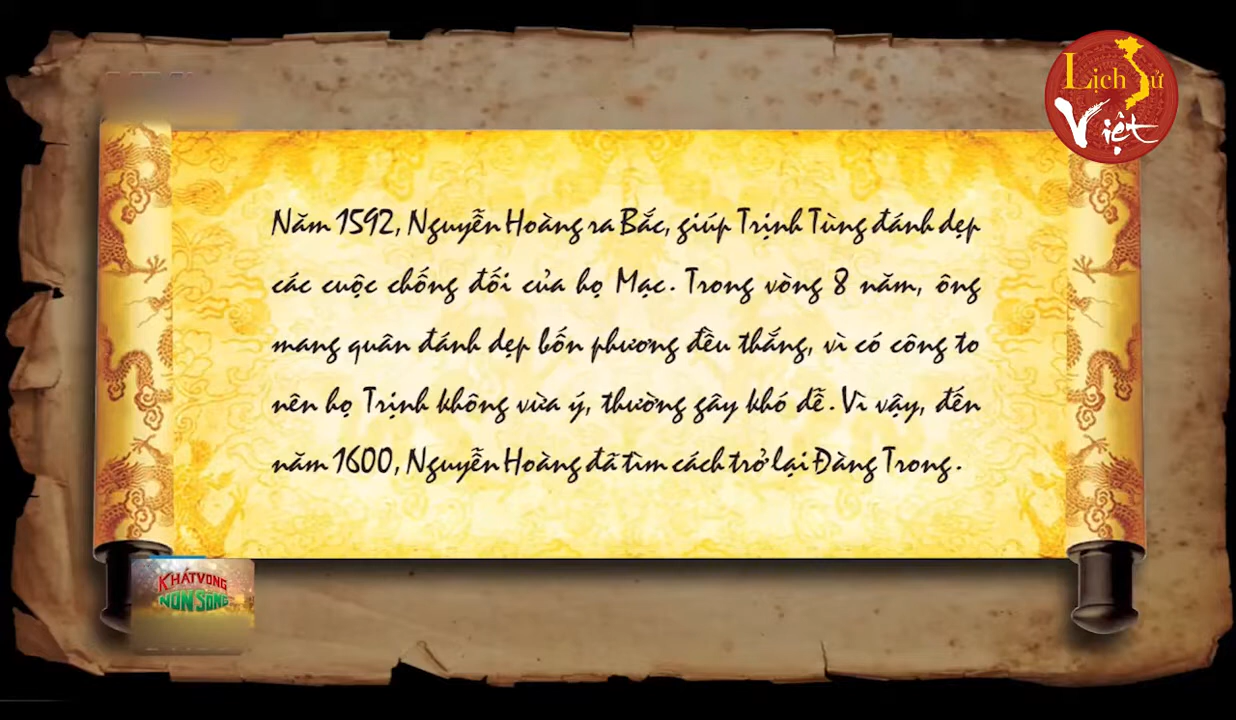 Lịch Sử
Việt
Năm 1592, Nguyễn Hoàng ra Bắc, giúp Trịnh Tùng đánh dẹp
các cuộc chống đối của họ Mạc. Trong vòng 8 năm, ông
mang quân đánh dẹp bốn phương đều thắng, vì có công to
nên họ Trịnh không vừa ý, thường gây khó dễ. Vì vậy, đến
năm 1600, Nguyễn Hoàng đã tìm cách trở lại Đàng Trong.
KHÁT VỌNG
NON SÔNG